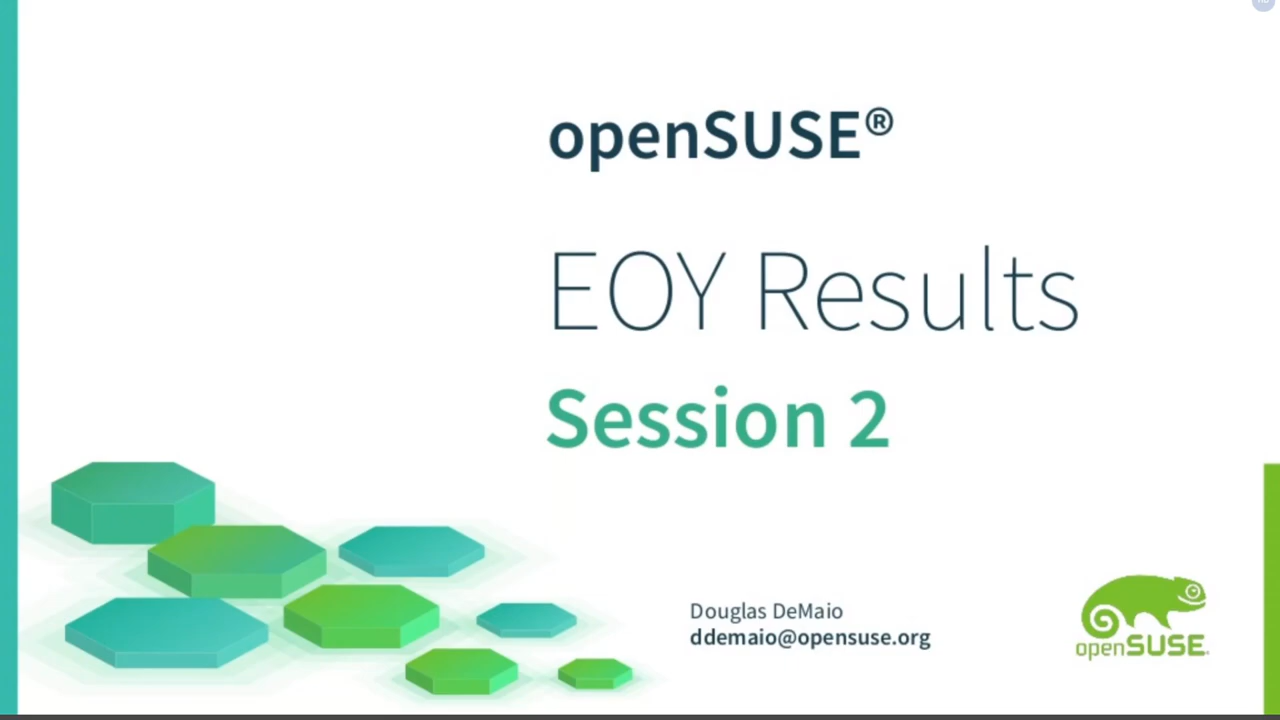 openSUSE®
EOY Results
Session 2
Douglas DeMaio
ddemaio@opensuse.org
openSUSE